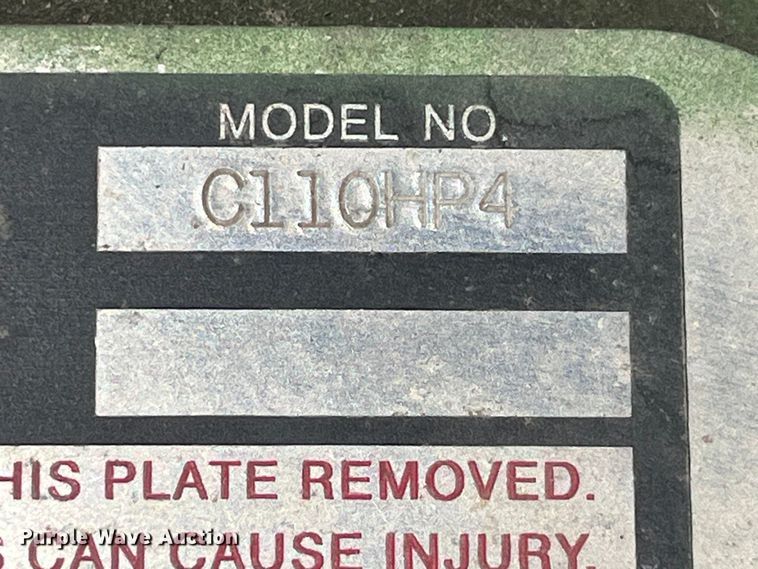 MODEL NO.
C110HP4
HIS PLATE REMOVED.
CAN CAUSE INJURY.
Purple Wave Auction